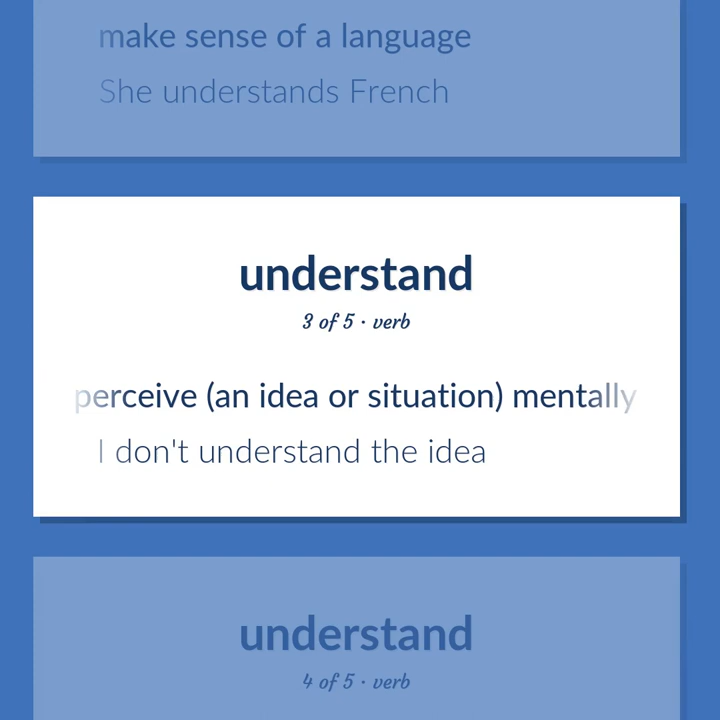 make sense of a language
She understands French
understand
3 of 5 · verb
perceive (an idea or situation) mentally
I don't understand the idea
understand
4 of 5 · verb